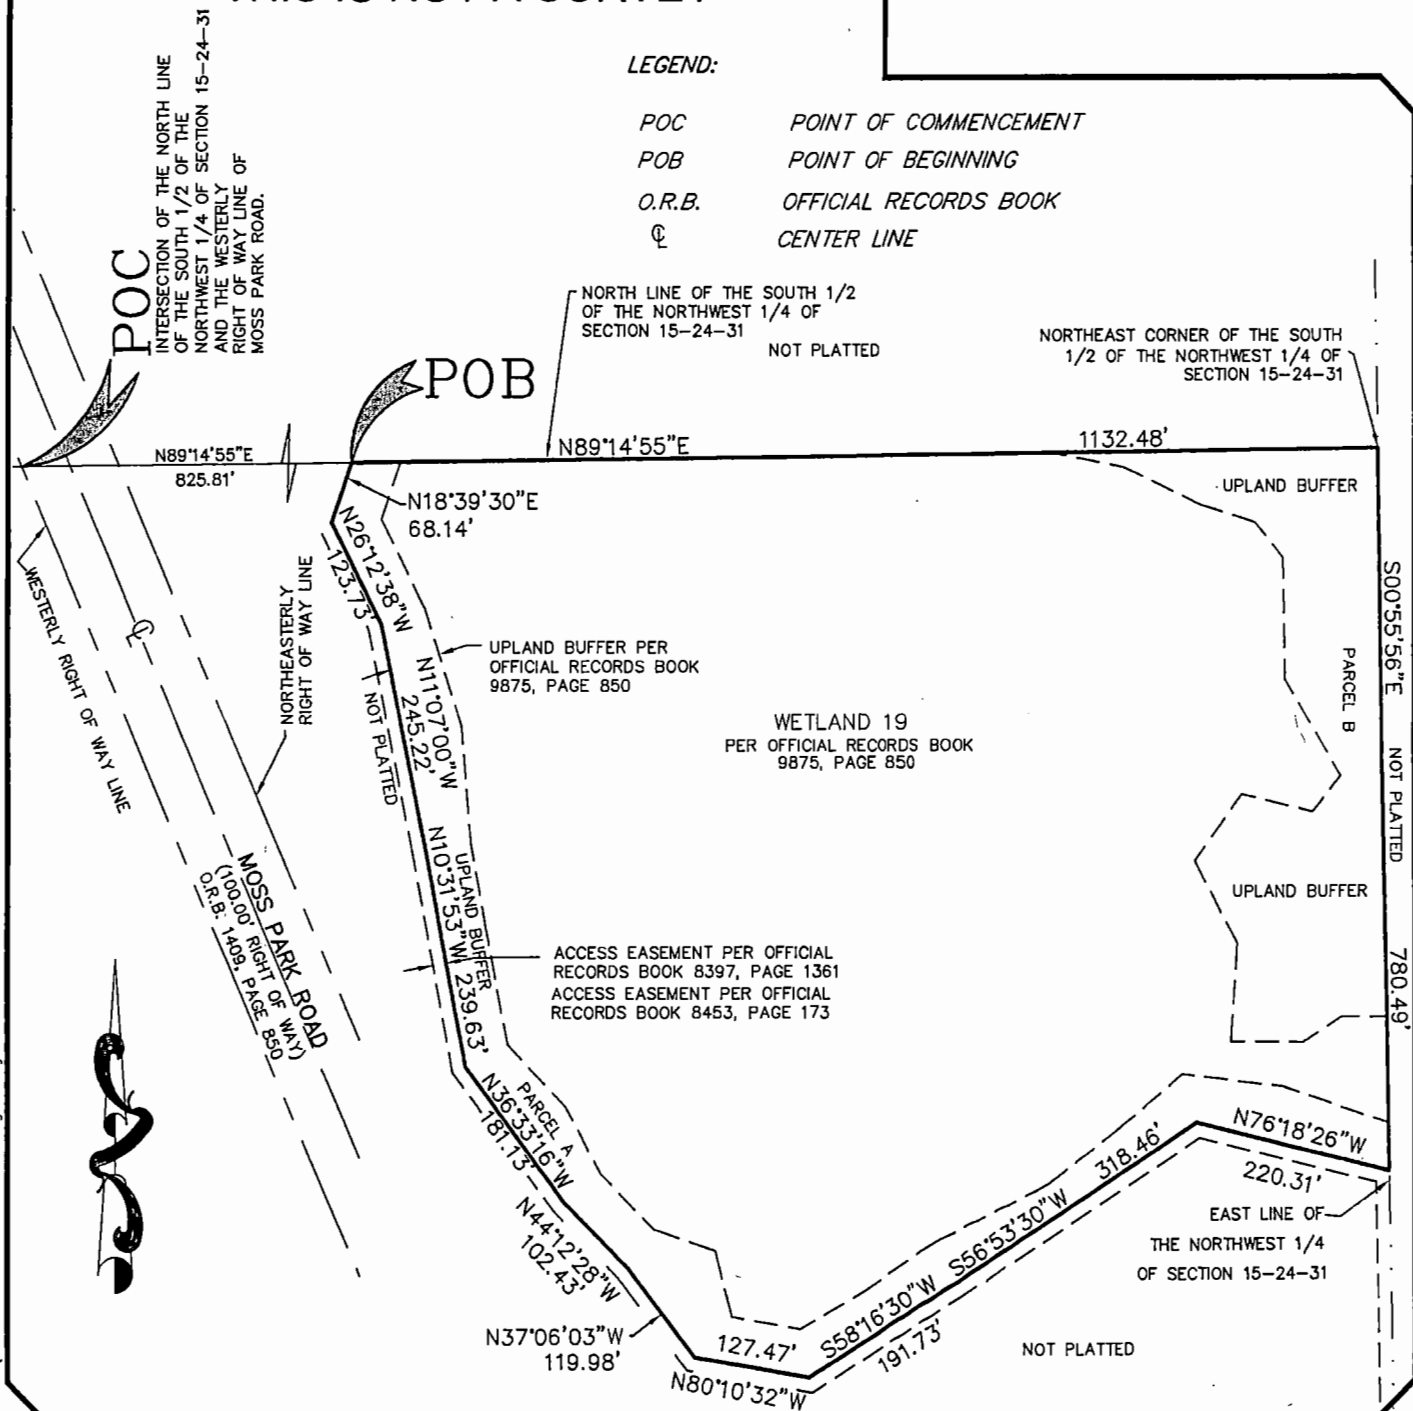 LEGEND:
POC POINT OF COMMENCEMENT
POB POINT OF BEGINNING
O.R.B. OFFICIAL RECORDS BOOK
℄ CENTER LINE
POC
INTERSECTION OF THE NORTH LINE
OF THE SOUTH 1/2 OF THE
NORTHWEST 1/4 OF SECTION 15-24-31
AND THE WESTERLY
RIGHT OF WAY LINE OF
MOSS PARK ROAD.
NORTH LINE OF THE SOUTH 1/2
OF THE NORTHWEST 1/4 OF
SECTION 15-24-31
NOT PLATTED
NORTHEAST CORNER OF THE SOUTH
1/2 OF THE NORTHWEST 1/4 OF
SECTION 15-24-31
POB
N89°14'55"E
825.81'
N89°14'55"E
1132.48'
N18°39'30"E
68.14'
UPLAND BUFFER
N26°12'38"W
123.73'
WESTERLY RIGHT OF WAY LINE
℄
NORTHEASTERLY
RIGHT OF WAY LINE
UPLAND BUFFER PER
OFFICIAL RECORDS BOOK
9875, PAGE 850
N11°07'00"W
245.22'
NOT PLATTED
WETLAND 19
PER OFFICIAL RECORDS BOOK
9875, PAGE 850
S00°55'56"E
PARCEL B
NOT PLATTED
780.49'
UPLAND BUFFER
MOSS PARK ROAD
(100.00' RIGHT OF WAY)
O.R.B. 1409, PAGE 850
UPLAND BUFFER
N10°31'53"W 239.63'
ACCESS EASEMENT PER OFFICIAL
RECORDS BOOK 8397, PAGE 1361
ACCESS EASEMENT PER OFFICIAL
RECORDS BOOK 8453, PAGE 173
PARCEL A
N36°33'16"W
181.13'
N44°12'28"W
102.43'
N37°06'03"W
119.98'
127.47'
N80°10'32"W
S58°16'30"W
191.73'
S56°53'30"W
318.46'
N76°18'26"W
220.31'
EAST LINE OF
THE NORTHWEST 1/4
OF SECTION 15-24-31
NOT PLATTED